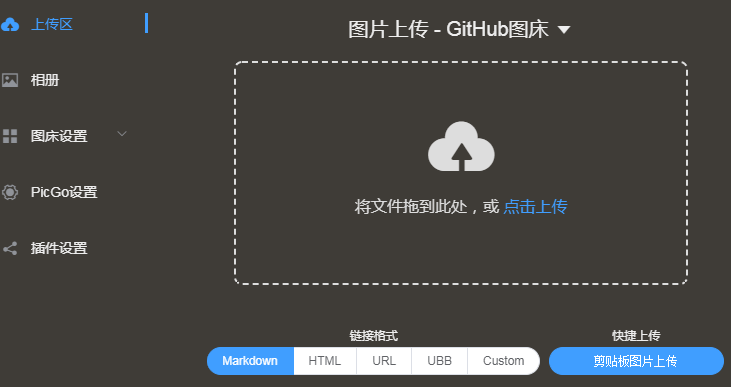 上传区
相册
图床设置
PicGo设置
插件设置
图片上传 - GitHub图床
将文件拖到此处，或 点击上传
链接格式
快捷上传
Markdown HTML URL UBB Custom
剪贴板图片上传